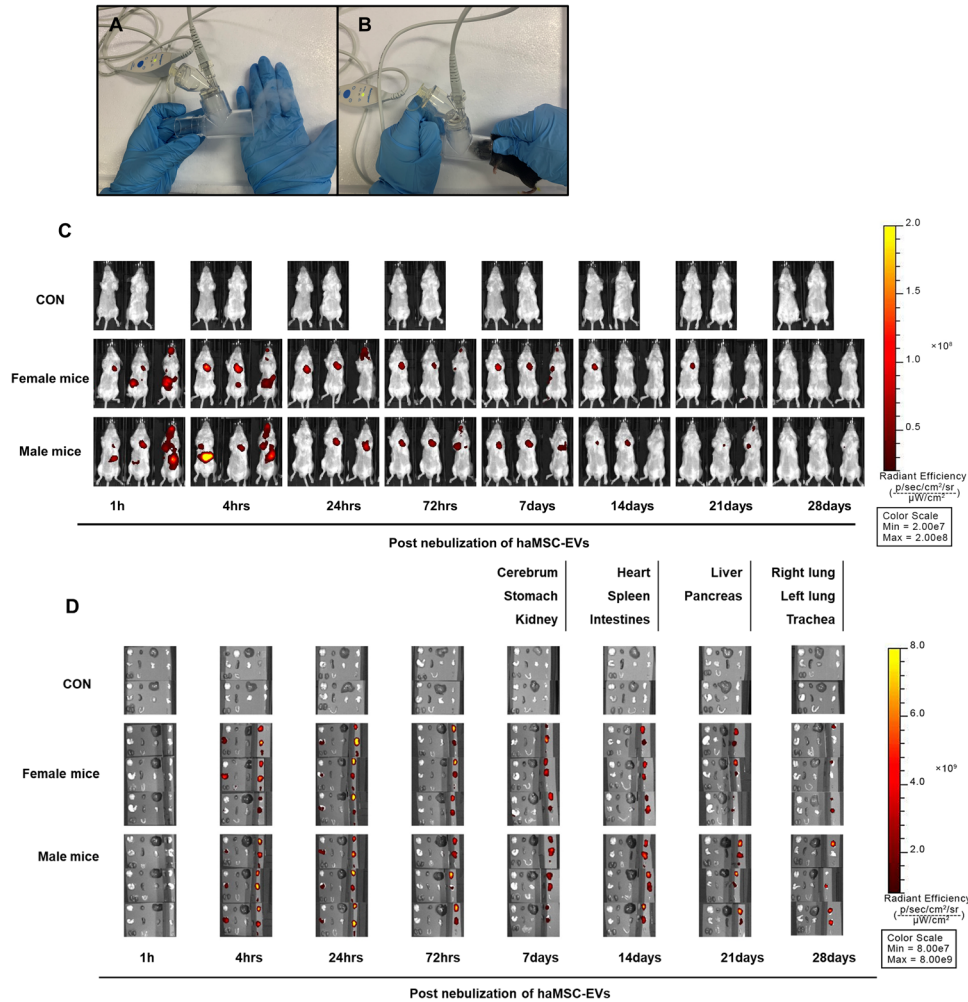 A
B
C
2.0
CON
×10⁸
1.0
Female mice
0.5
Male mice
Radiant Efficiency
(p/sec/cm²/sr
μW/cm²)
1h
4hrs
24hrs
72hrs
7days
14days
21days
28days
Color Scale
Min = 2.00e7
Max = 2.00e8
Post nebulization of haMSC-EVs
Cerebrum
Heart
Liver
Right lung
Stomach
Spleen
Pancreas
Left lung
Kidney
Intestines
Trachea
D
8.0
CON
6.0
Female mice
×10⁹
4.0
Male mice
2.0
Radiant Efficiency
(p/sec/cm²/sr
μW/cm²)
1h
4hrs
24hrs
72hrs
7days
14days
21days
28days
Color Scale
Min = 8.00e7
Max = 8.00e9
Post nebulization of haMSC-EVs